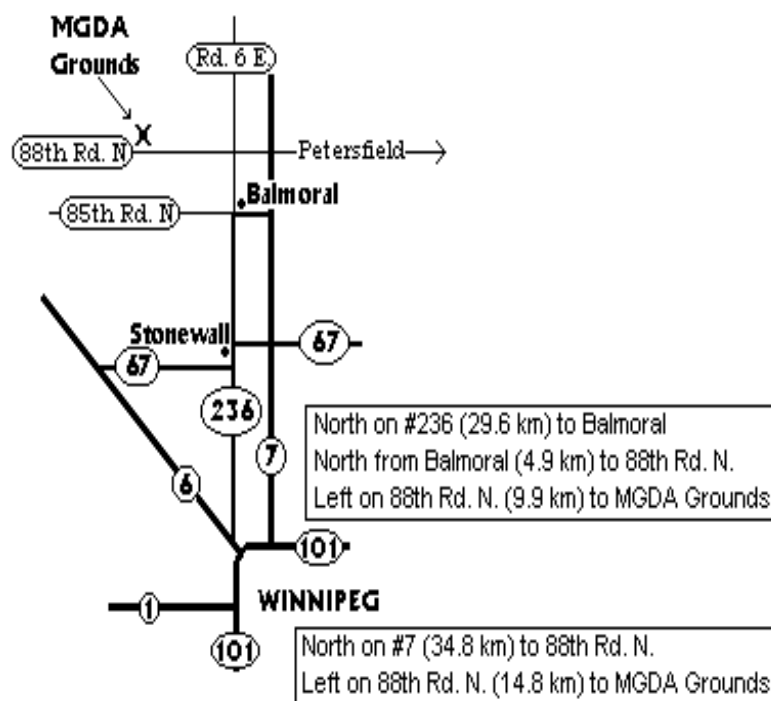 MGDA
Grounds
Rd. 6 E.
X
88th Rd. N
Petersfield
Balmoral
85th Rd. N
Stonewall
67
67
236
7
6
North on #236 (29.6 km) to Balmoral
North from Balmoral (4.9 km) to 88th Rd. N.
Left on 88th Rd. N. (9.9 km) to MGDA Grounds
101
1
WINNIPEG
101
North on #7 (34.8 km) to 88th Rd. N.
Left on 88th Rd. N. (14.8 km) to MGDA Grounds